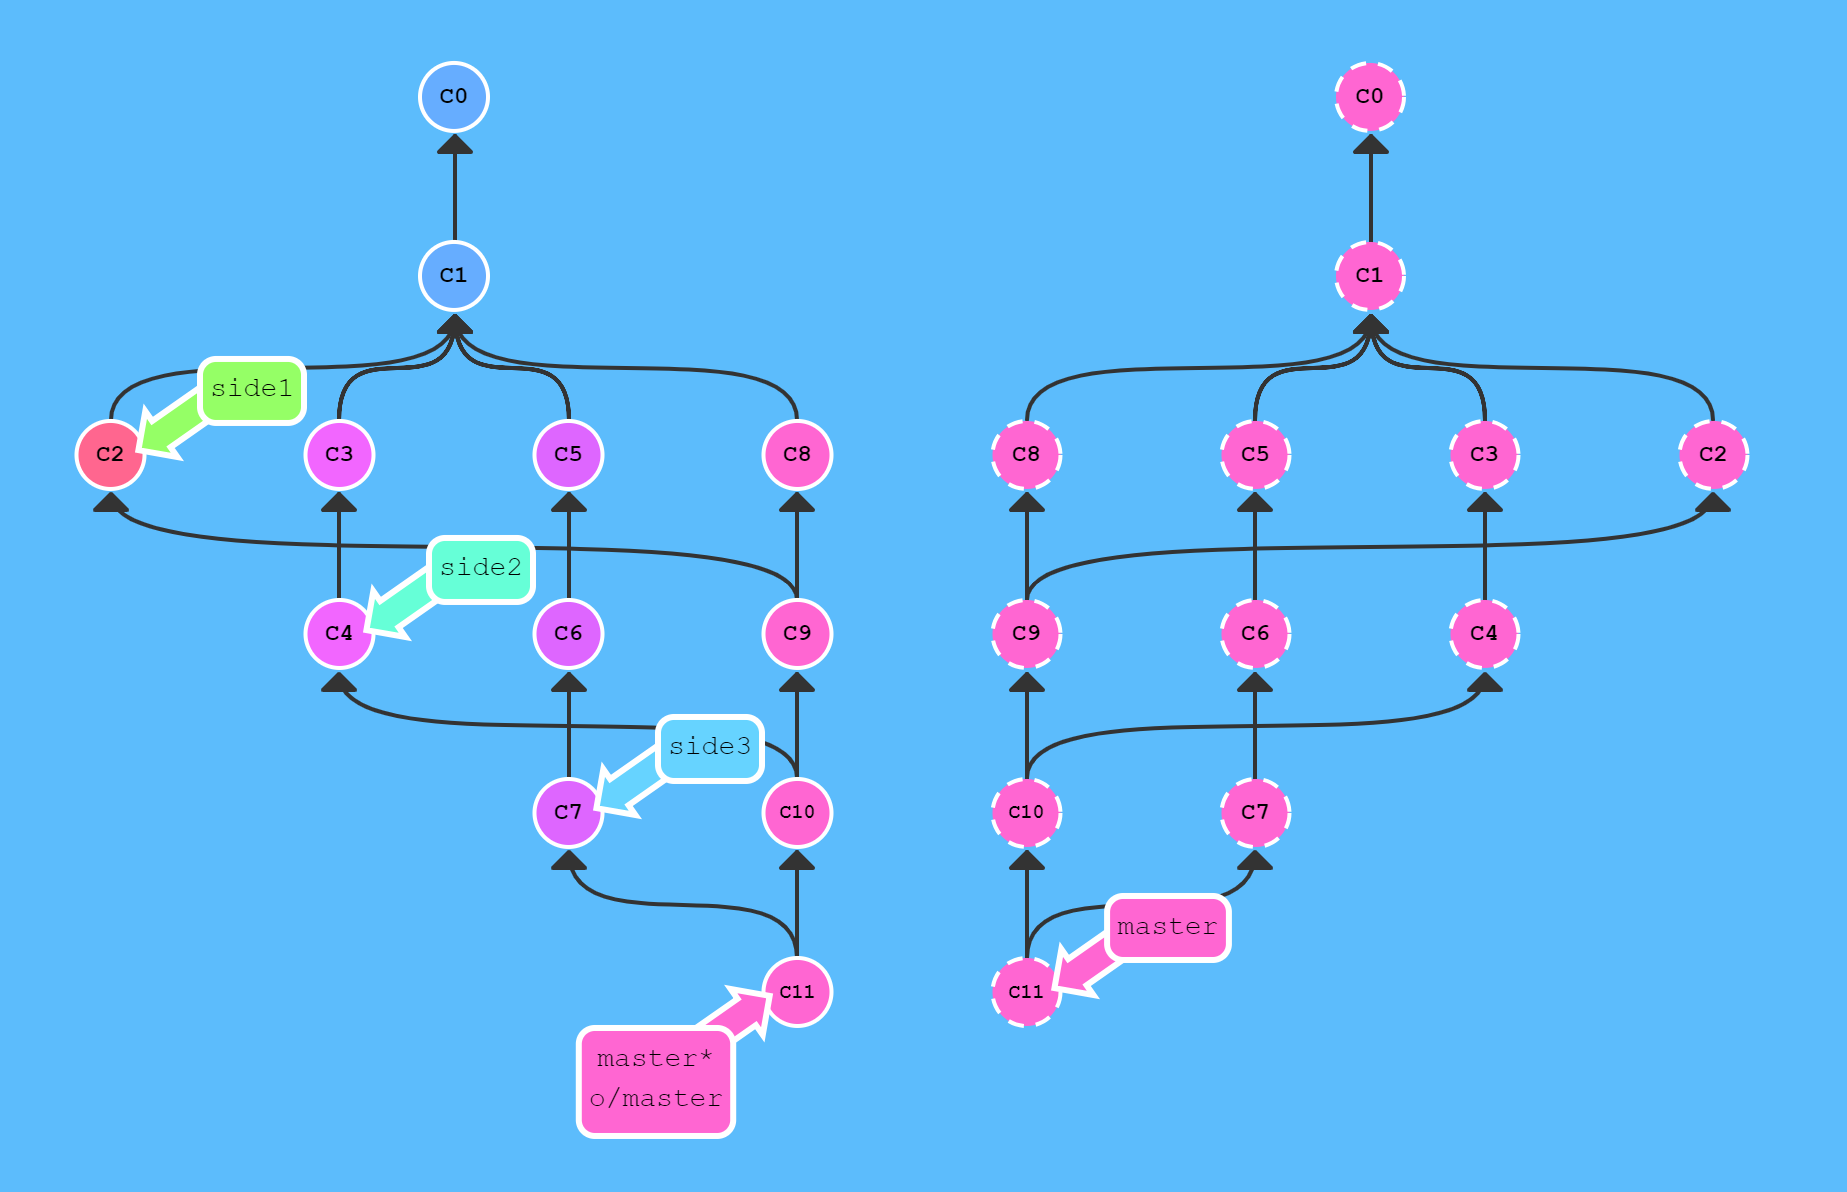 C0
C1
side1
C2
C3
C5
C8
side2
C4
C6
C9
side3
C7
C10
C11
master*
o/master
C0
C1
C8
C5
C3
C2
C9
C6
C4
C10
C7
master
C11